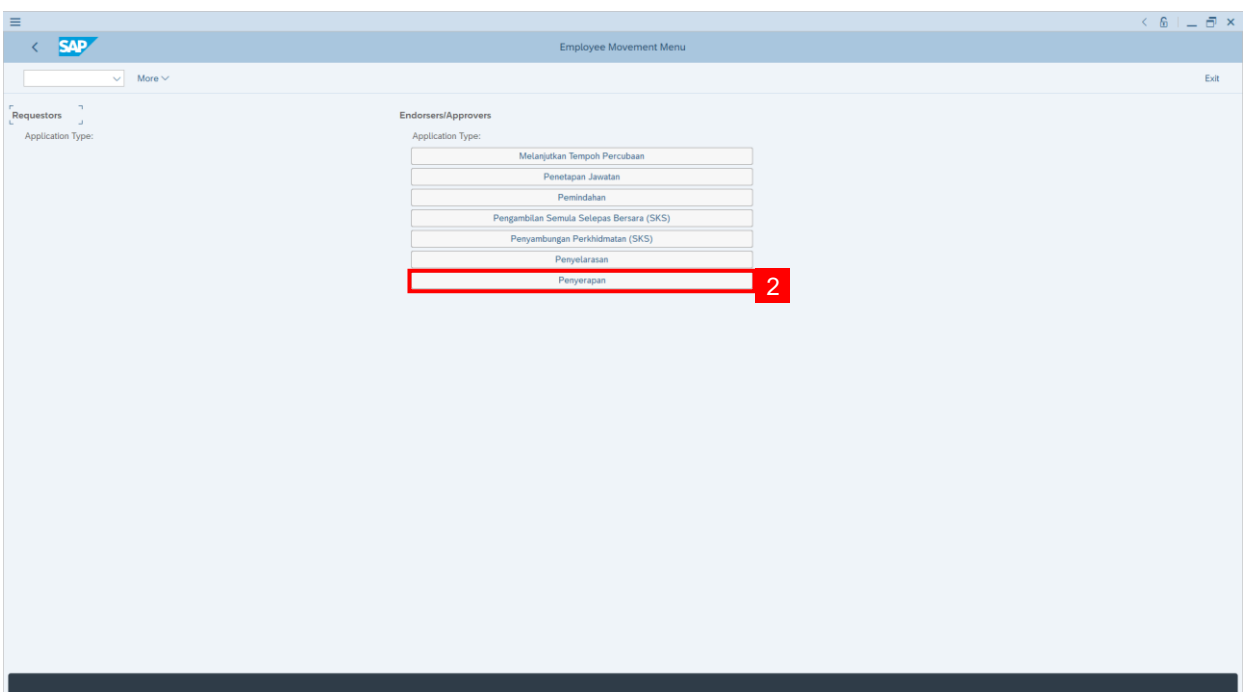 SAP
Employee Movement Menu
More
Exit
Requestors
Application Type:
Endorsers/Approvers
Application Type:
Melanjutkan Tempoh Percubaan
Penetapan Jawatan
Pemindahan
Pengambilan Semula Selepas Bersara (SKS)
Penyambungan Perkhidmatan (SKS)
Penyelarasan
Penyerapan
2